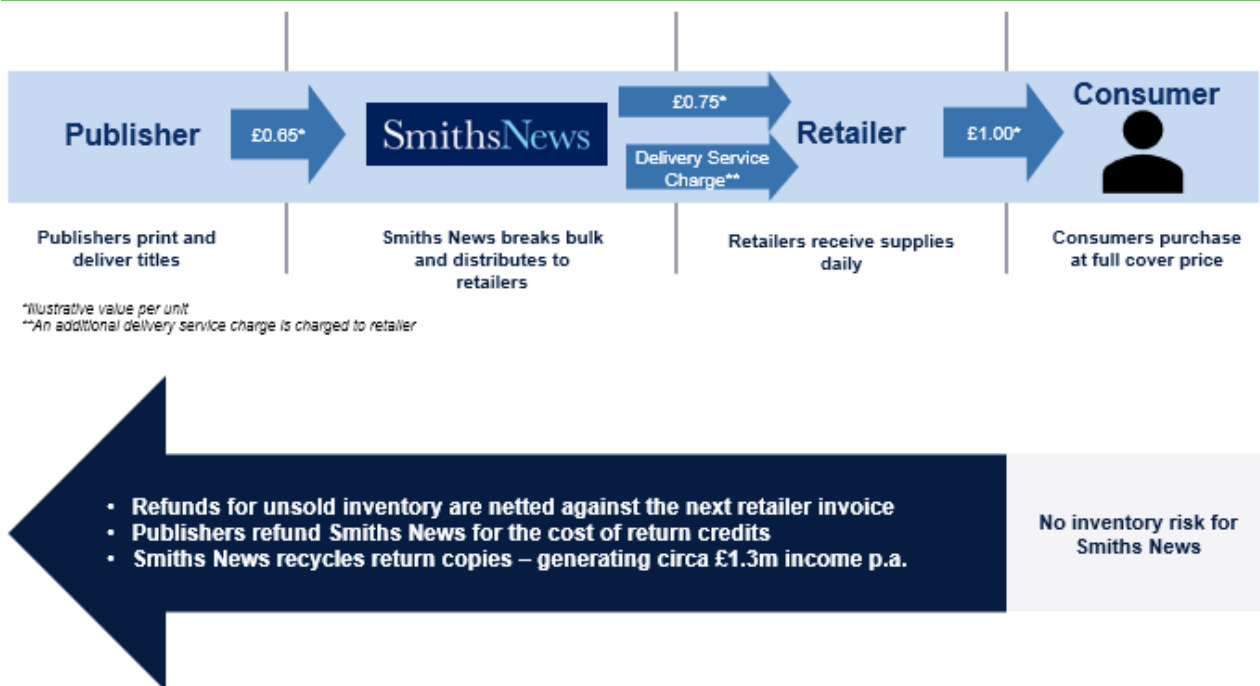 Publisher
£0.65*
SmithsNews
£0.75*
Delivery Service
Charge**
Retailer
£1.00*
Consumer
Publishers print and
deliver titles
Smiths News breaks bulk
and distributes to
retailers
Retailers receive supplies
daily
Consumers purchase
at full cover price
*Illustrative value per unit
**An additional delivery service charge is charged to retailer
• Refunds for unsold inventory are netted against the next retailer invoice
• Publishers refund Smiths News for the cost of return credits
• Smiths News recycles return copies – generating circa £1.3m income p.a.
No inventory risk for
Smiths News